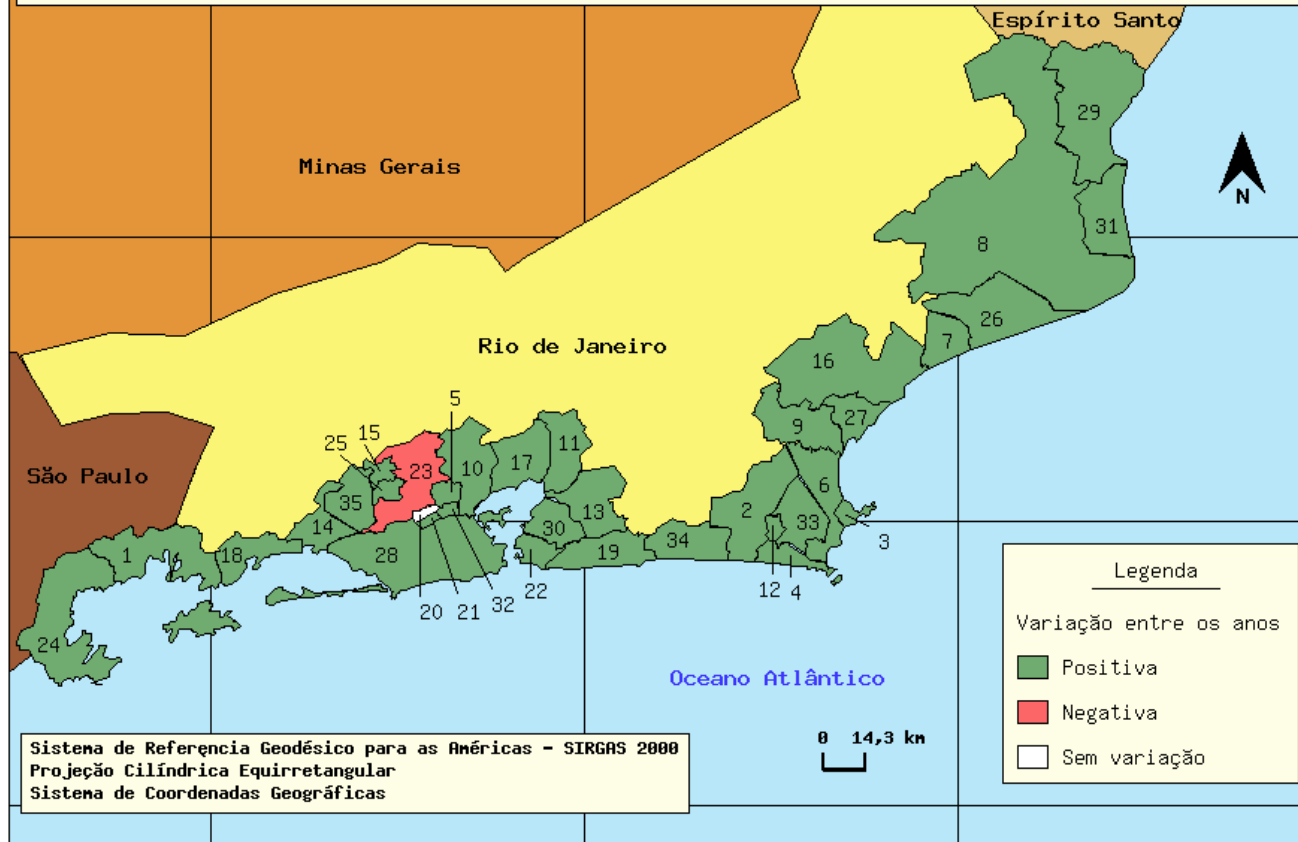 Espírito Santo
29
Minas Gerais
N
31
8
26
Rio de Janeiro
7
16
5
27
15
9
25
11
23
10
17
São Paulo
6
35
2
13
30
33
14
3
1
18
28
19
34
12
4
22
32
20
21
24
Legenda
Variação entre os anos
Positiva
Negativa
Sem variação
Oceano Atlântico
0 14,3 km
Sistema de Referençia Geodésico para as Américas - SIRGAS 2000
Projeção Cilíndrica Equirretangular
Sistema de Coordenadas Geográficas